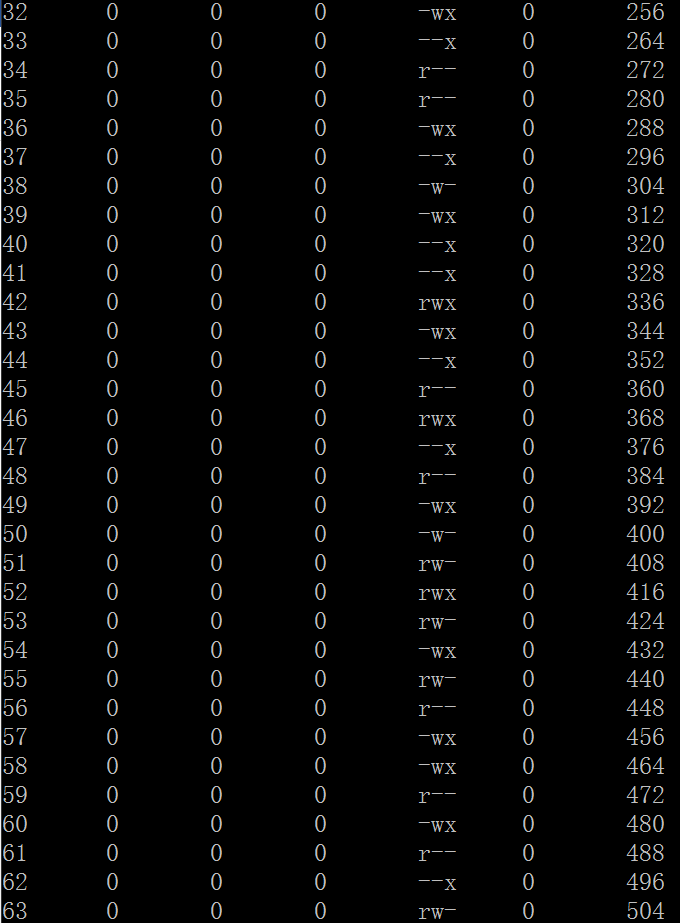 32 0 0 0 -wx 0 256
33 0 0 0 --x 0 264
34 0 0 0 r-- 0 272
35 0 0 0 r-- 0 280
36 0 0 0 -wx 0 288
37 0 0 0 --x 0 296
38 0 0 0 -w- 0 304
39 0 0 0 -wx 0 312
40 0 0 0 --x 0 320
41 0 0 0 --x 0 328
42 0 0 0 rwx 0 336
43 0 0 0 -wx 0 344
44 0 0 0 --x 0 352
45 0 0 0 r-- 0 360
46 0 0 0 rwx 0 368
47 0 0 0 --x 0 376
48 0 0 0 r-- 0 384
49 0 0 0 -wx 0 392
50 0 0 0 -w- 0 400
51 0 0 0 rw- 0 408
52 0 0 0 rwx 0 416
53 0 0 0 rw- 0 424
54 0 0 0 -wx 0 432
55 0 0 0 rw- 0 440
56 0 0 0 r-- 0 448
57 0 0 0 -wx 0 456
58 0 0 0 -wx 0 464
59 0 0 0 r-- 0 472
60 0 0 0 -wx 0 480
61 0 0 0 r-- 0 488
62 0 0 0 --x 0 496
63 0 0 0 rw- 0 504